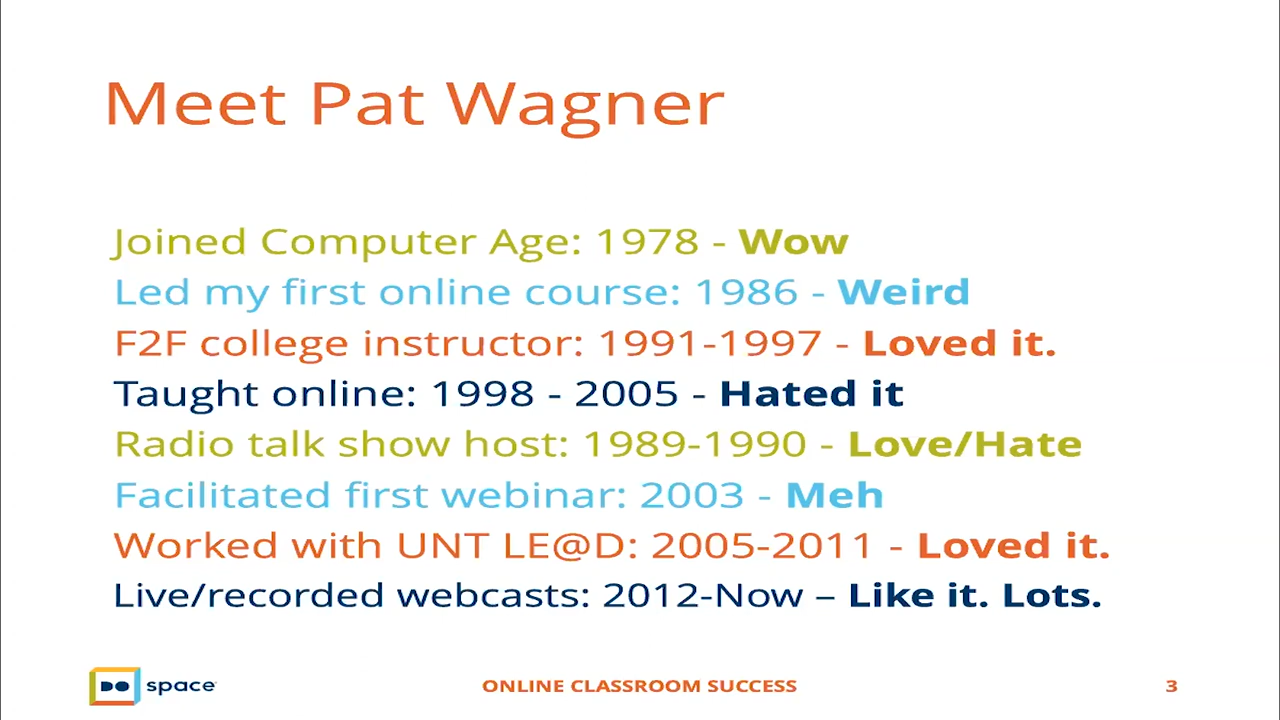 Meet Pat Wagner
Joined Computer Age: 1978 - Wow
Led my first online course: 1986 - Weird
F2F college instructor: 1991-1997 - Loved it.
Taught online: 1998 - 2005 - Hated it
Radio talk show host: 1989-1990 - Love/Hate
Facilitated first webinar: 2003 - Meh
Worked with UNT LE@D: 2005-2011 - Loved it.
Live/recorded webcasts: 2012-Now – Like it. Lots.
DO space
ONLINE CLASSROOM SUCCESS
3